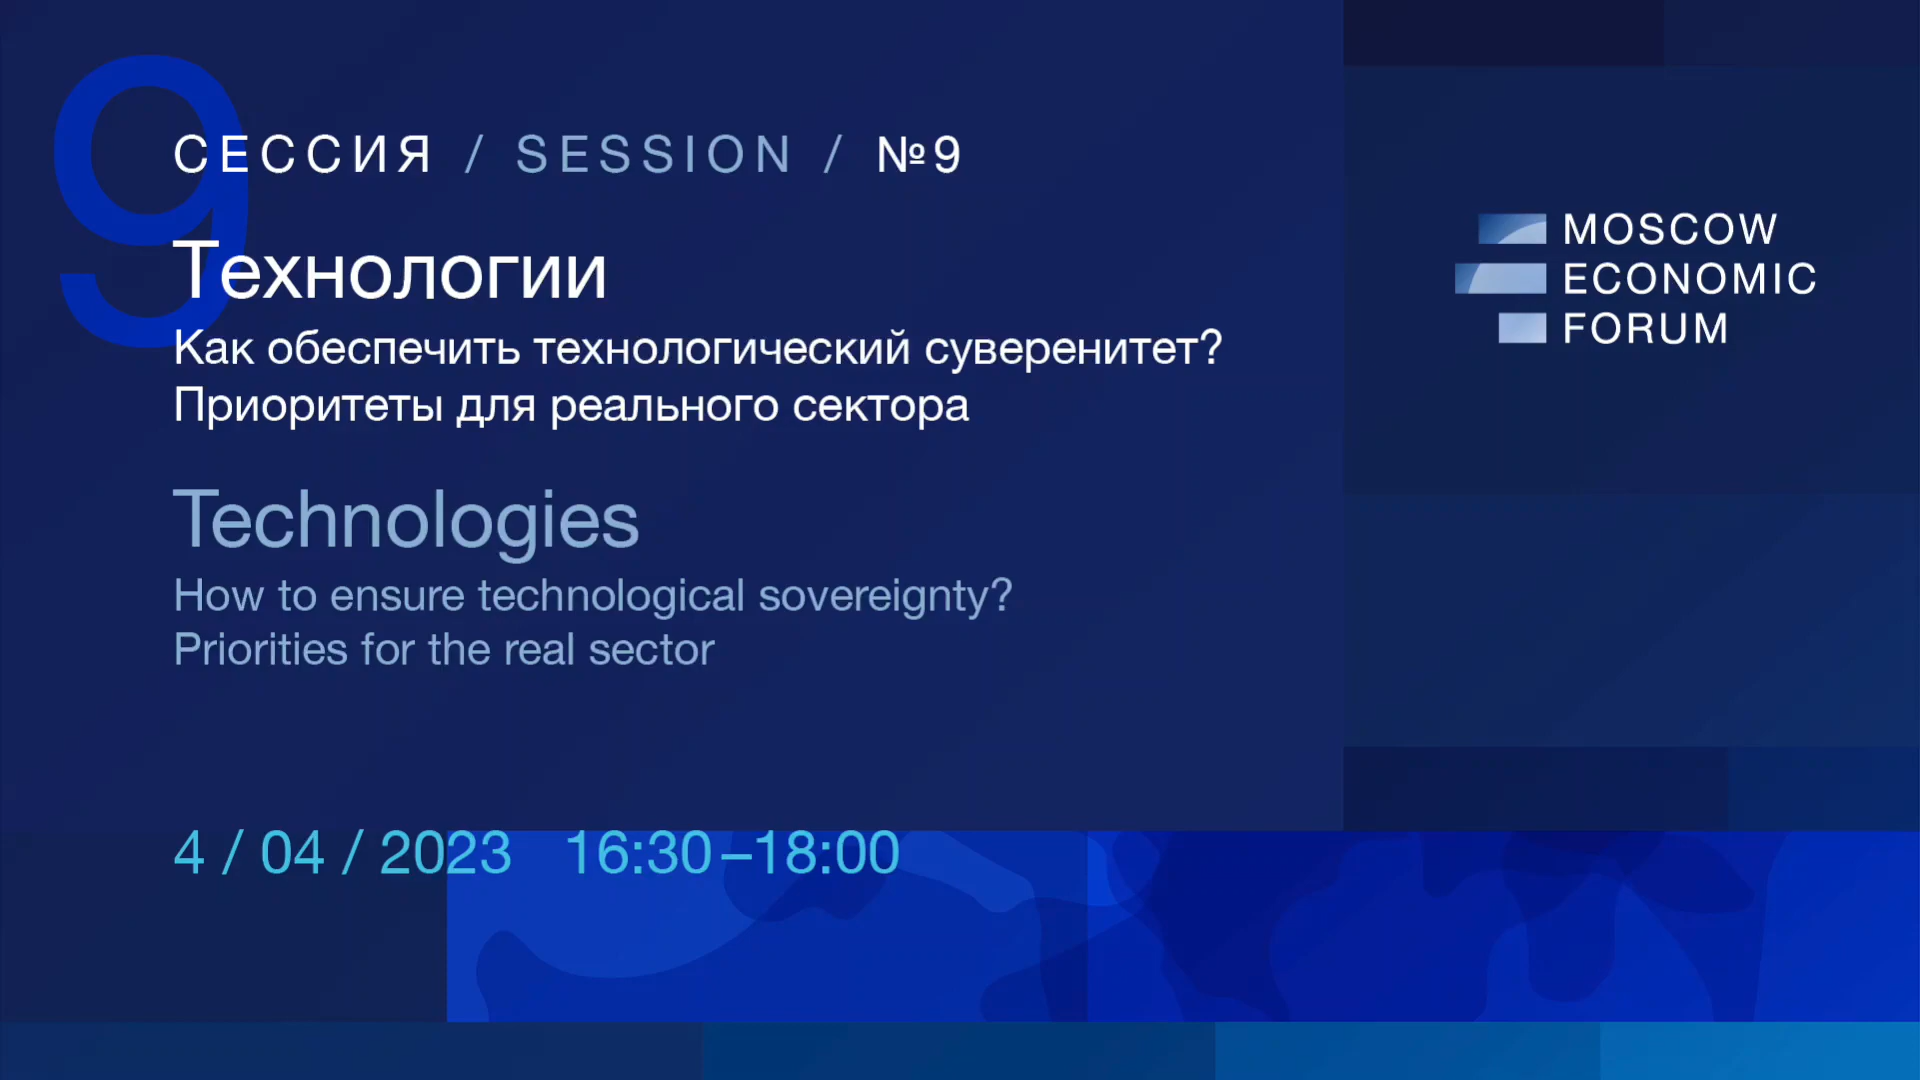 9
СЕССИЯ / SESSION / №9
Технологии
Как обеспечить технологический суверенитет?
Приоритеты для реального сектора
Technologies
How to ensure technological sovereignty?
Priorities for the real sector
4 / 04 / 2023 16:30–18:00
MOSCOW
ECONOMIC
FORUM